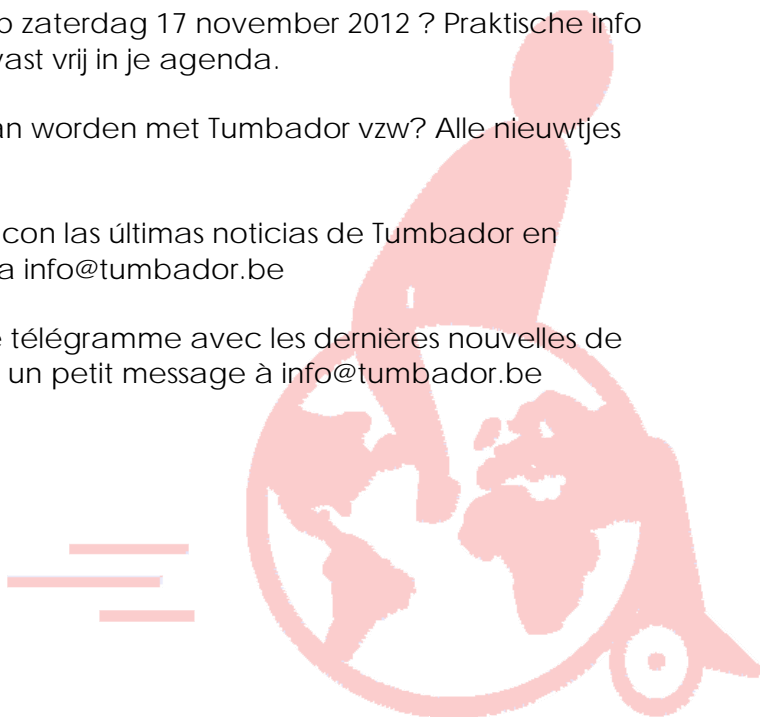 zaterdag 17 november 2012 ? Praktische info
vast vrij in je agenda.
worden met Tumbador vzw? Alle nieuwtjes
con las últimas noticias de Tumbador en
a info@tumbador.be
télégramme avec les dernières nouvelles de
un petit message à info@tumbador.be